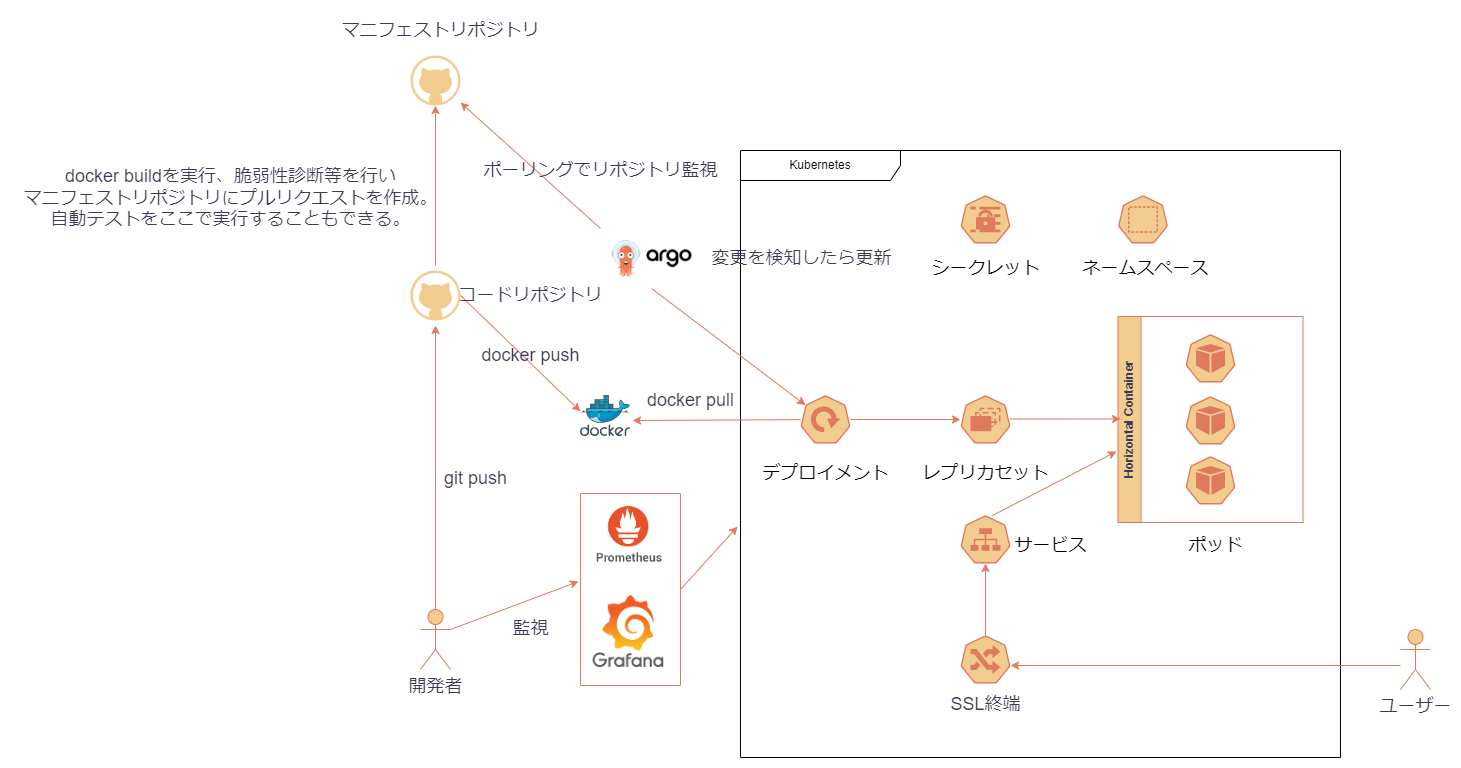 マニフェストリポジトリ
docker buildを実行、脆弱性診断等を行い
マニフェストリポジトリにプルリクエストを作成。
自動テストをここで実行することもできる。
ポーリングでリポジトリ監視
Kubernetes
argo
変更を検知したら更新
シークレット
ネームスペース
コードリポジトリ
docker push
docker
docker pull
デプロイメント
レプリカセット
Horizontal Container
ポッド
git push
サービス
Prometheus
Grafana
監視
開発者
SSL終端
ユーザー